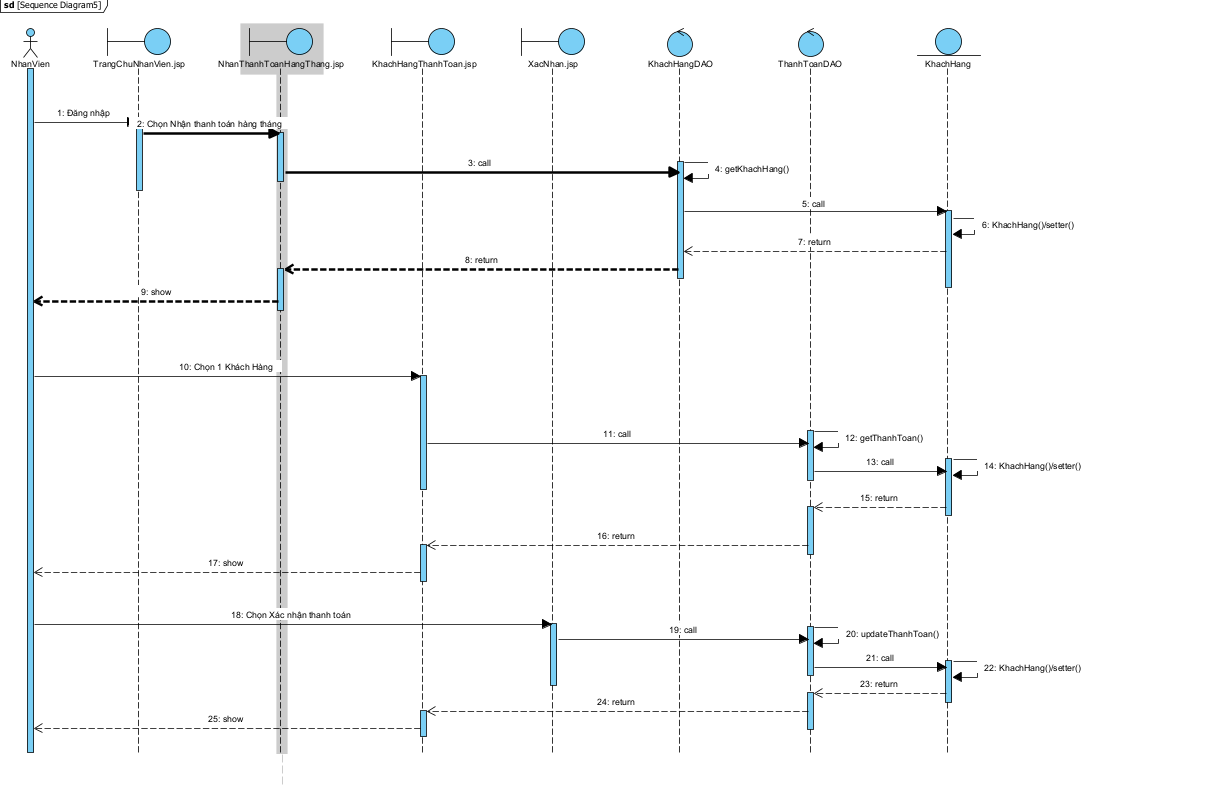 sd [Sequence Diagram5]
NhanVien
TrangChuNhanVien.jsp
NhanThanhToanHangThang.jsp
KhachHangThanhToan.jsp
XacNhan.jsp
KhachHangDAO
ThanhToanDAO
KhachHang
1: Đăng nhập
2: Chọn Nhận thanh toán hàng tháng
3: call
4: getKhachHang()
5: call
6: KhachHang()/setter()
7: return
8: return
9: show
10: Chọn 1 Khách Hàng
11: call
12: getThanhToan()
13: call
14: KhachHang()/setter()
15: return
16: return
17: show
18: Chọn Xác nhận thanh toán
19: call
20: updateThanhToan()
21: call
22: KhachHang()/setter()
23: return
24: return
25: show